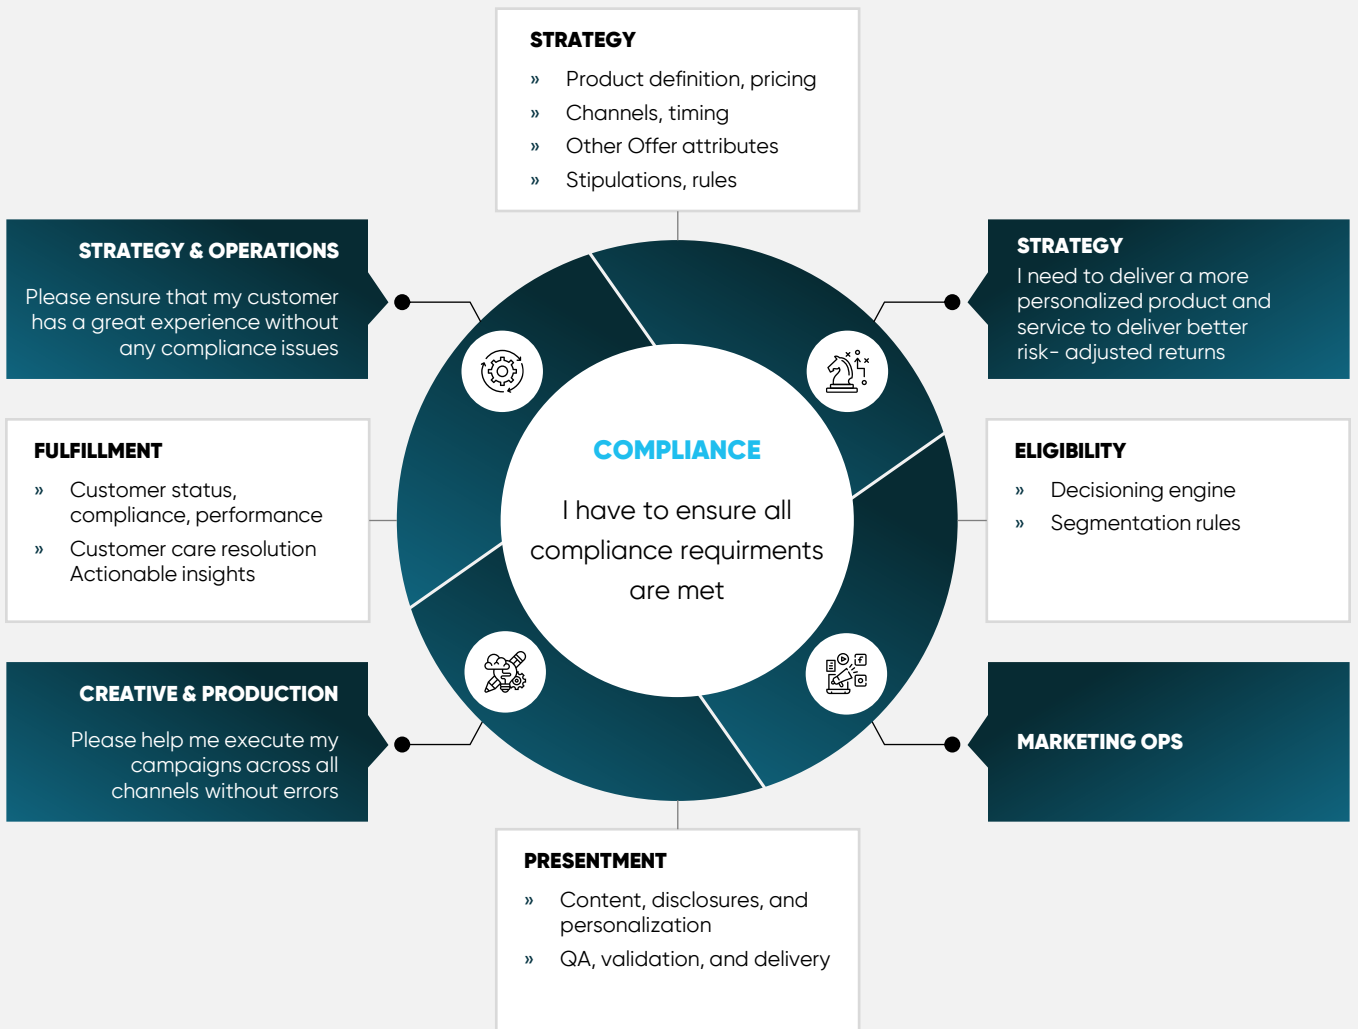 STRATEGY
» Product definition, pricing
» Channels, timing
» Other Offer attributes
» Stipulations, rules
STRATEGY & OPERATIONS
Please ensure that my customer
has a great experience without
any compliance issues
STRATEGY
I need to deliver a more
personalized product and
service to deliver better
risk- adjusted returns
FULFILLMENT
» Customer status,
compliance, performance
» Customer care resolution
Actionable insights
COMPLIANCE
I have to ensure all
compliance requirments
are met
ELIGIBILITY
» Decisioning engine
» Segmentation rules
CREATIVE & PRODUCTION
Please help me execute my
campaigns across all
channels without errors
MARKETING OPS
PRESENTMENT
» Content, disclosures, and
personalization
» QA, validation, and delivery